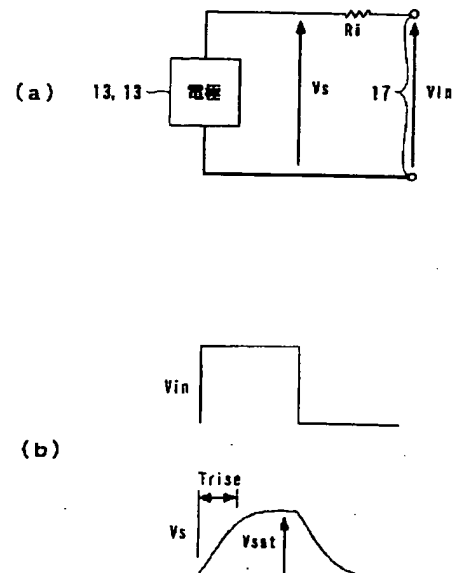 Ri
(a) 13, 13 電極 Vs 17 Vin
Vin
(b)
Trise
Vs Vsat